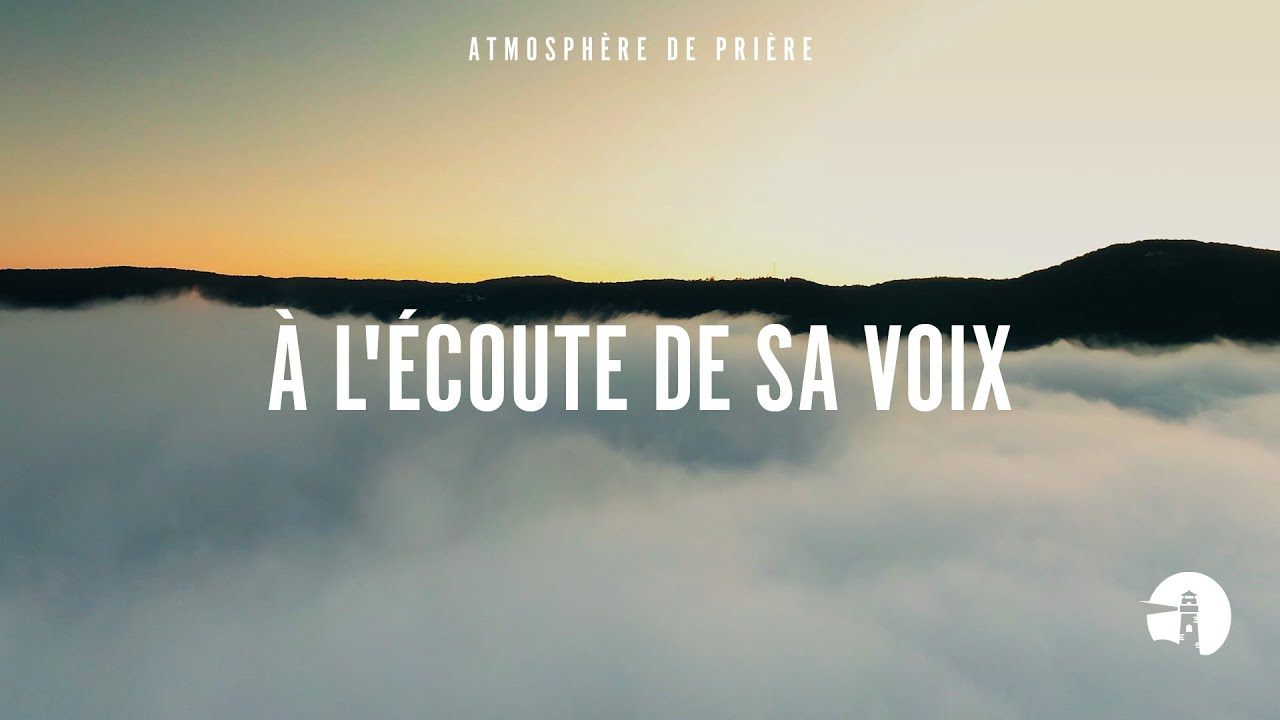 ATMOSPHÈRE DE PRIÈRE
À L'ÉCOUTE DE SA VOIX